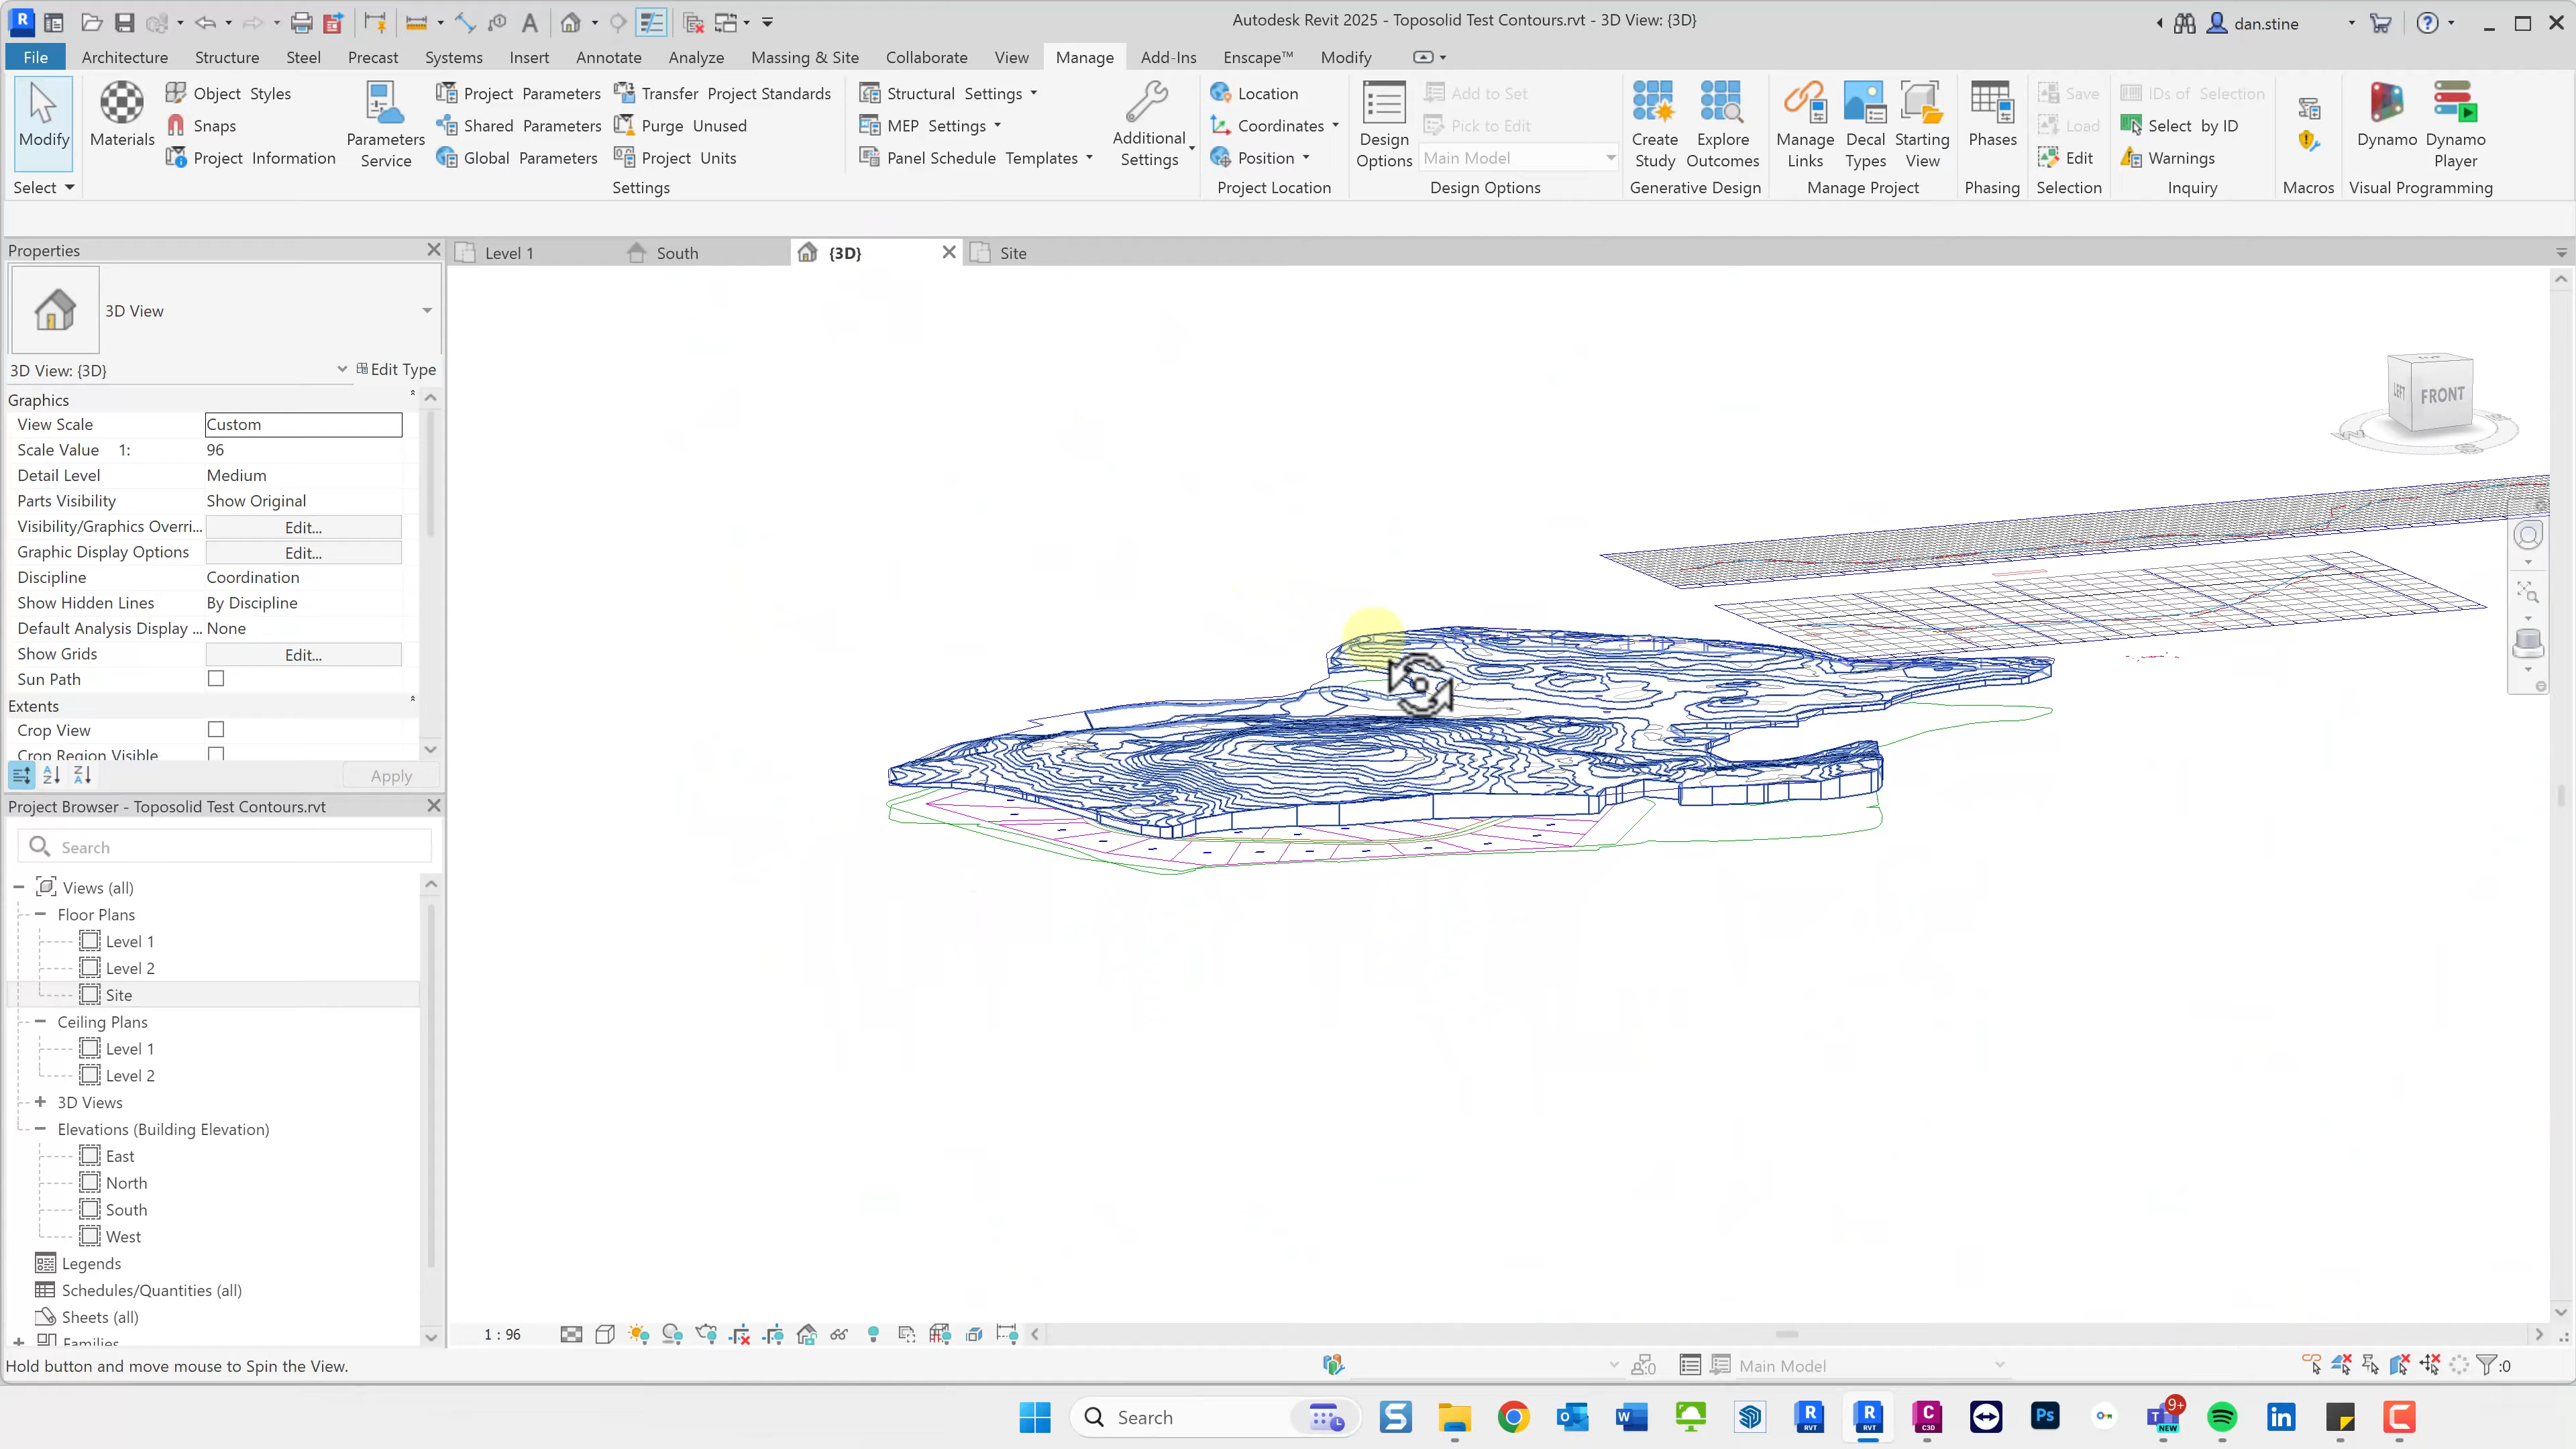 Autodesk Revit 2025 - Toposolid Test Contours.rvt - 3D View: {3D}
dan.stine
File Architecture Structure Steel Precast Systems Insert Annotate Analyze Massing & Site Collaborate View Manage Add-Ins Enscape™ Modify
Modify
Select
Materials
Object Styles
Snaps
Project Information
Parameters Service
Project Parameters
Shared Parameters
Global Parameters
Transfer Project Standards
Purge Unused
Project Units
Settings
Structural Settings
MEP Settings
Panel Schedule Templates
Additional Settings
Location
Coordinates
Position
Project Location
Design Options
Add to Set
Pick to Edit
Main Model
Design Options
Create Study
Explore Outcomes
Generative Design
Manage Links
Decal Types
Starting View
Manage Project
Phases
Phasing
Save
Load
Edit
Selection
IDs of Selection
Select by ID
Warnings
Inquiry
Macros
Dynamo
Dynamo Player
Visual Programming
Properties
Level 1
South
{3D}
Site
3D View
3D View: {3D}
Edit Type
Graphics
View Scale Custom
Scale Value 1: 96
Detail Level Medium
Parts Visibility Show Original
Visibility/Graphics Overri... Edit...
Graphic Display Options Edit...
Discipline Coordination
Show Hidden Lines By Discipline
Default Analysis Display ... None
Show Grids Edit...
Sun Path
Extents
Crop View
Crop Region Visible
Apply
Project Browser - Toposolid Test Contours.rvt
Search
Views (all)
Floor Plans
Level 1
Level 2
Site
Ceiling Plans
Level 1
Level 2
3D Views
Elevations (Building Elevation)
East
North
South
West
Legends
Schedules/Quantities (all)
Sheets (all)
Families
LEFT
FRONT
1 : 96
Hold button and move mouse to Spin the View.
Main Model
:0
Search
RVT
RVT
C3D
Ps
9+
NEW